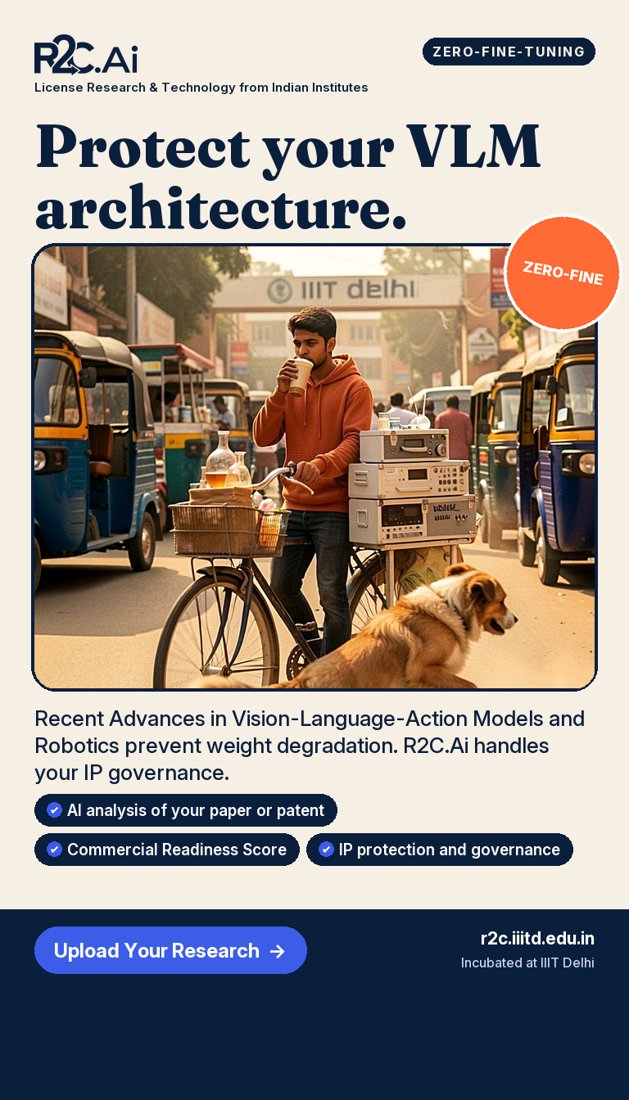 R2C.Ai
ZERO-FINE-TUNING
License Research & Technology from Indian Institutes
Protect your VLM
architecture.
ZERO-FINE
IIIT delhi
Recent Advances in Vision-Language-Action Models and
Robotics prevent weight degradation. R2C.Ai handles
your IP governance.
AI analysis of your paper or patent
Commercial Readiness Score
IP protection and governance
Upload Your Research →
r2c.iiitd.edu.in
Incubated at IIIT Delhi